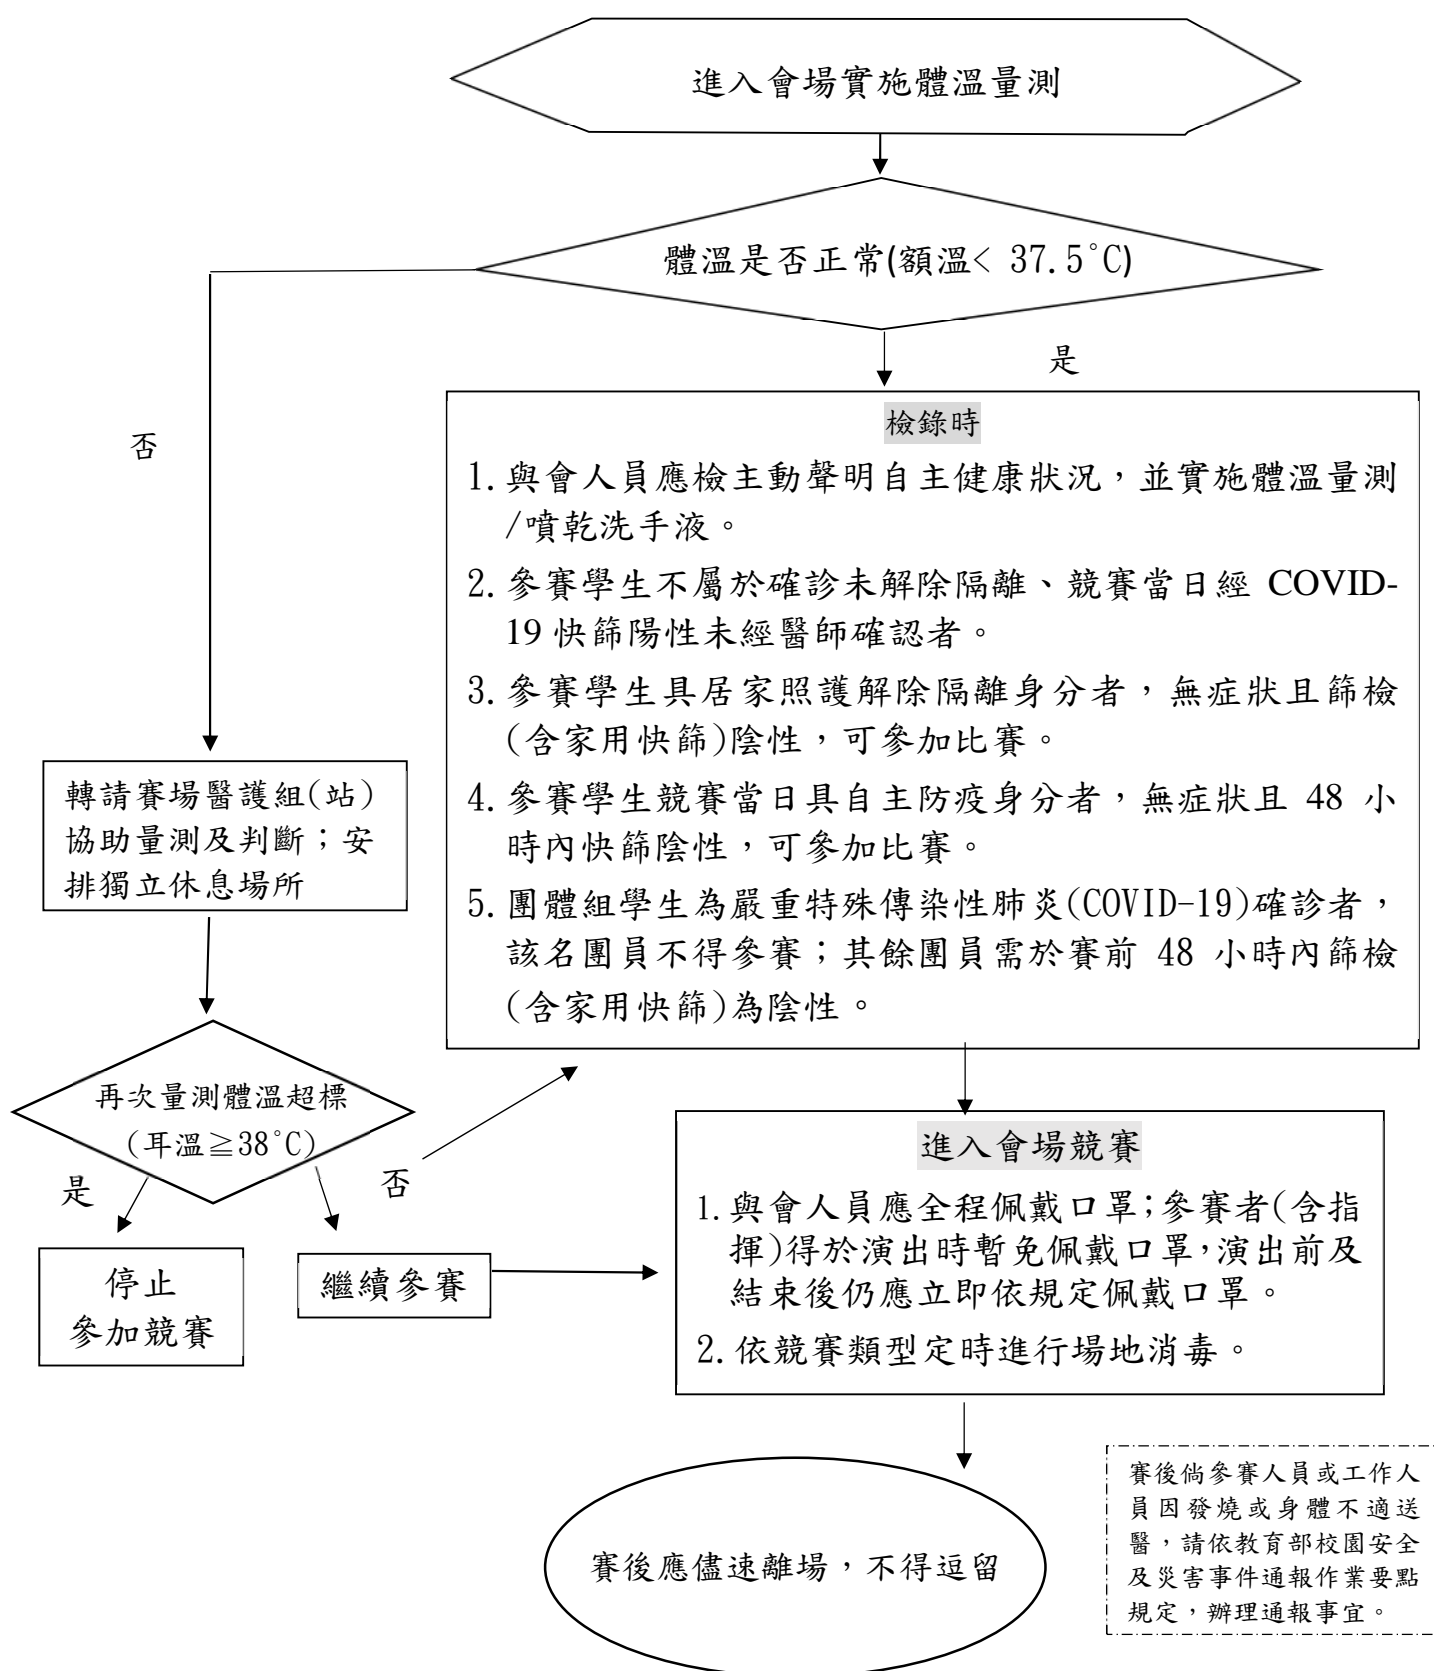 進入會場實施體溫量測
體溫是否正常(額溫< 37.5°C)
是
否
檢錄時
1. 與會人員應檢主動聲明自主健康狀況，並實施體溫量測
/噴乾洗手液。
2. 參賽學生不屬於確診未解除隔離、競賽當日經 COVID-
19 快篩陽性未經醫師確認者。
3. 參賽學生具居家照護解除隔離身分者，無症狀且篩檢
(含家用快篩)陰性，可參加比賽。
4. 參賽學生競賽當日具自主防疫身分者，無症狀且 48 小
時內快篩陰性，可參加比賽。
5. 團體組學生為嚴重特殊傳染性肺炎(COVID-19)確診者，
該名團員不得參賽；其餘團員需於賽前 48 小時內篩檢
(含家用快篩)為陰性。
轉請賽場醫護組(站)
協助量測及判斷；安
排獨立休息場所
再次量測體溫超標
(耳溫≧38°C)
是
否
停止
參加競賽
繼續參賽
進入會場競賽
1. 與會人員應全程佩戴口罩;參賽者(含指
揮)得於演出時暫免佩戴口罩,演出前及
結束後仍應立即依規定佩戴口罩。
2. 依競賽類型定時進行場地消毒。
賽後應儘速離場，不得逗留
賽後倘參賽人員或工作人
員因發燒或身體不適送
醫，請依教育部校園安全
及災害事件通報作業要點
規定，辦理通報事宜。